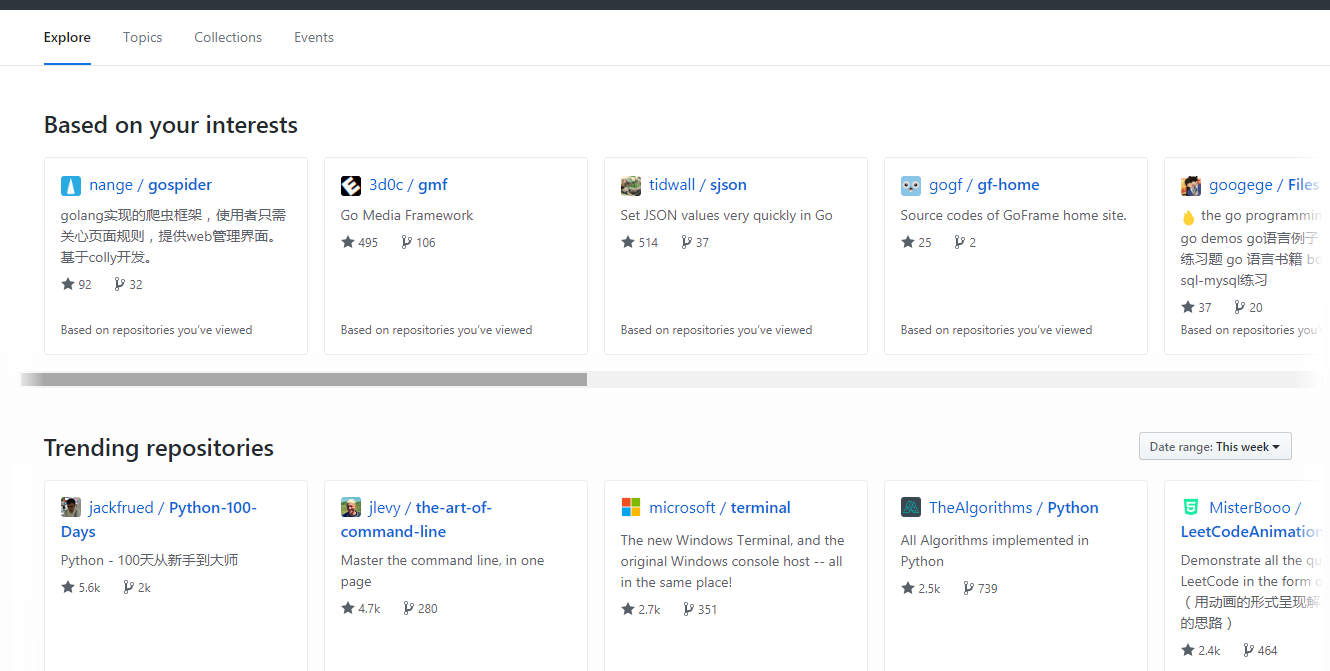 Explore Topics Collections Events
Based on your interests
nange / gospider
golang实现的爬虫框架，使用者只需
关心页面规则，提供web管理界面。
基于colly开发。
92 32
Based on repositories you've viewed
3d0c / gmf
Go Media Framework
495 106
Based on repositories you've viewed
tidwall / sjson
Set JSON values very quickly in Go
514 37
Based on repositories you've viewed
gogf / gf-home
Source codes of GoFrame home site.
25 2
Based on repositories you've viewed
googege / Files
the go programmin
go demos go语言例子
练习题 go 语言书籍 bo
sql-mysql练习
37 20
Based on repositories you'
Trending repositories
Date range: This week
jackfrued / Python-100-
Days
Python - 100天从新手到大师
5.6k 2k
jlevy / the-art-of-
command-line
Master the command line, in one
page
4.7k 280
microsoft / terminal
The new Windows Terminal, and the
original Windows console host -- all
in the same place!
2.7k 351
TheAlgorithms / Python
All Algorithms implemented in
Python
2.5k 739
MisterBooo /
LeetCodeAnimation
Demonstrate all the qu
LeetCode in the form o
（用动画的形式呈现解
的思路）
2.4k 464